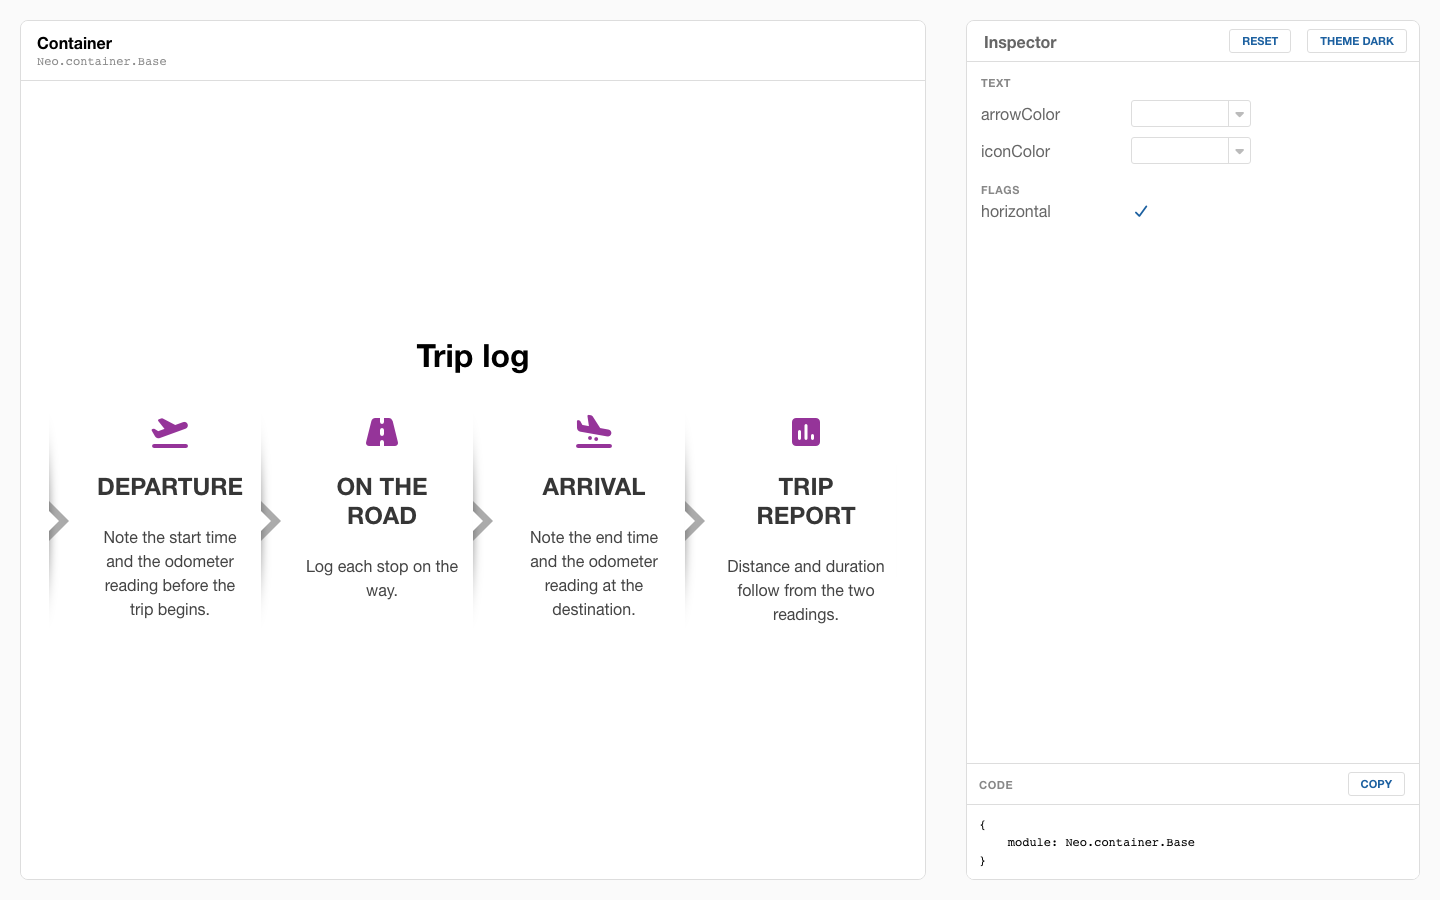 Container
Neo.container.Base
Trip log
DEPARTURE
Note the start time
and the odometer
reading before the
trip begins.
ON THE
ROAD
Log each stop on the
way.
ARRIVAL
Note the end time
and the odometer
reading at the
destination.
TRIP
REPORT
Distance and duration
follow from the two
readings.
Inspector
RESET
THEME DARK
TEXT
arrowColor
iconColor
FLAGS
horizontal
CODE
COPY
{
module: Neo.container.Base
}